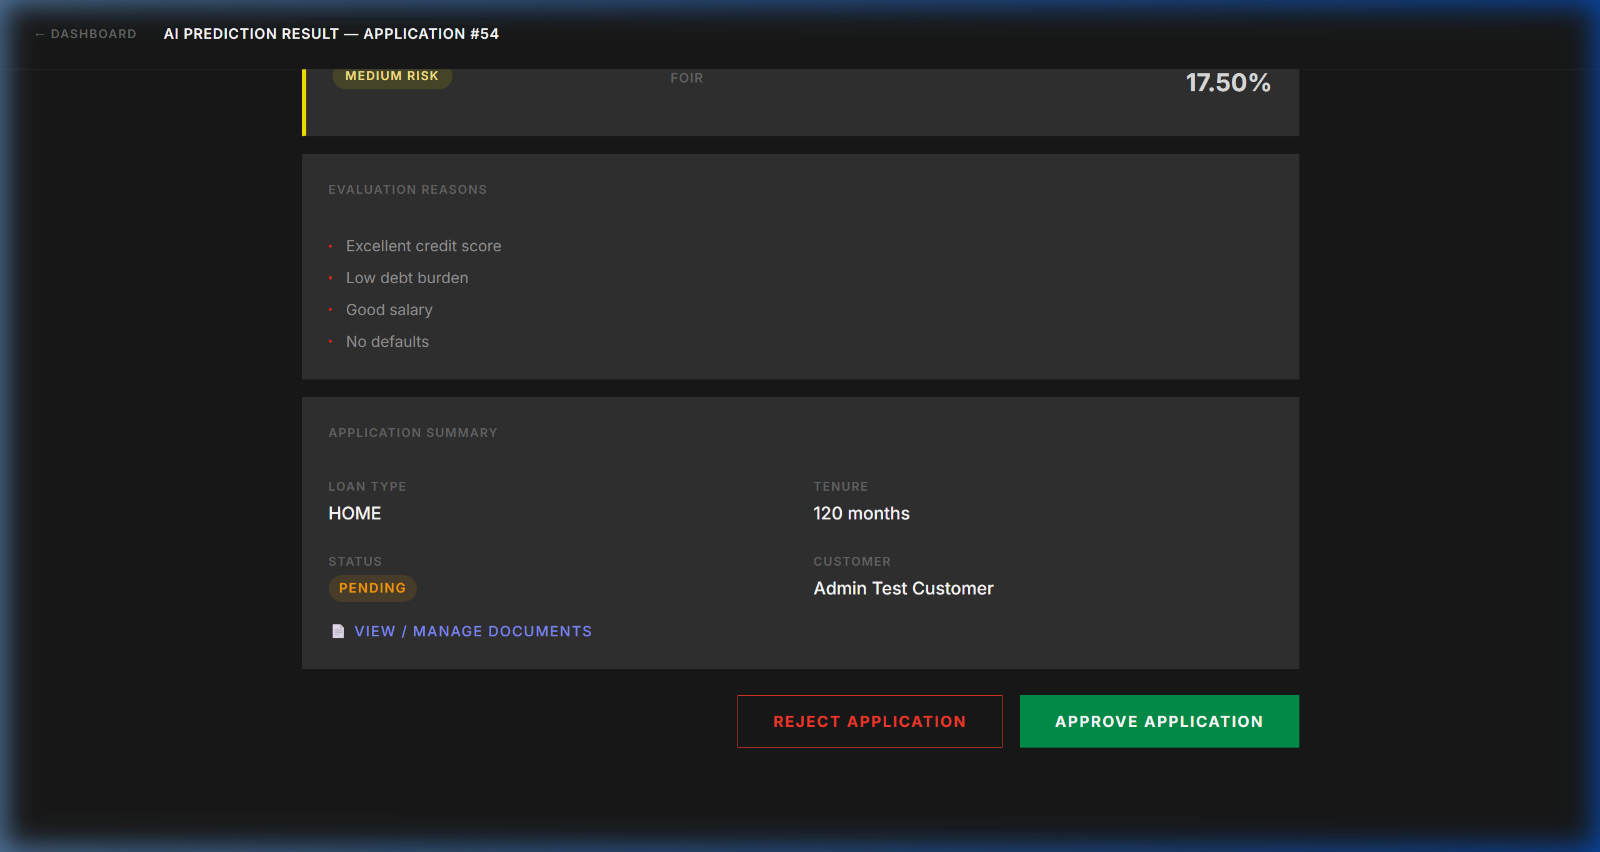 ← DASHBOARD AI PREDICTION RESULT — APPLICATION #54
MEDIUM RISK FOIR 17.50%
EVALUATION REASONS
• Excellent credit score
• Low debt burden
• Good salary
• No defaults
APPLICATION SUMMARY
LOAN TYPE TENURE
HOME 120 months
STATUS CUSTOMER
PENDING Admin Test Customer
VIEW / MANAGE DOCUMENTS
REJECT APPLICATION APPROVE APPLICATION